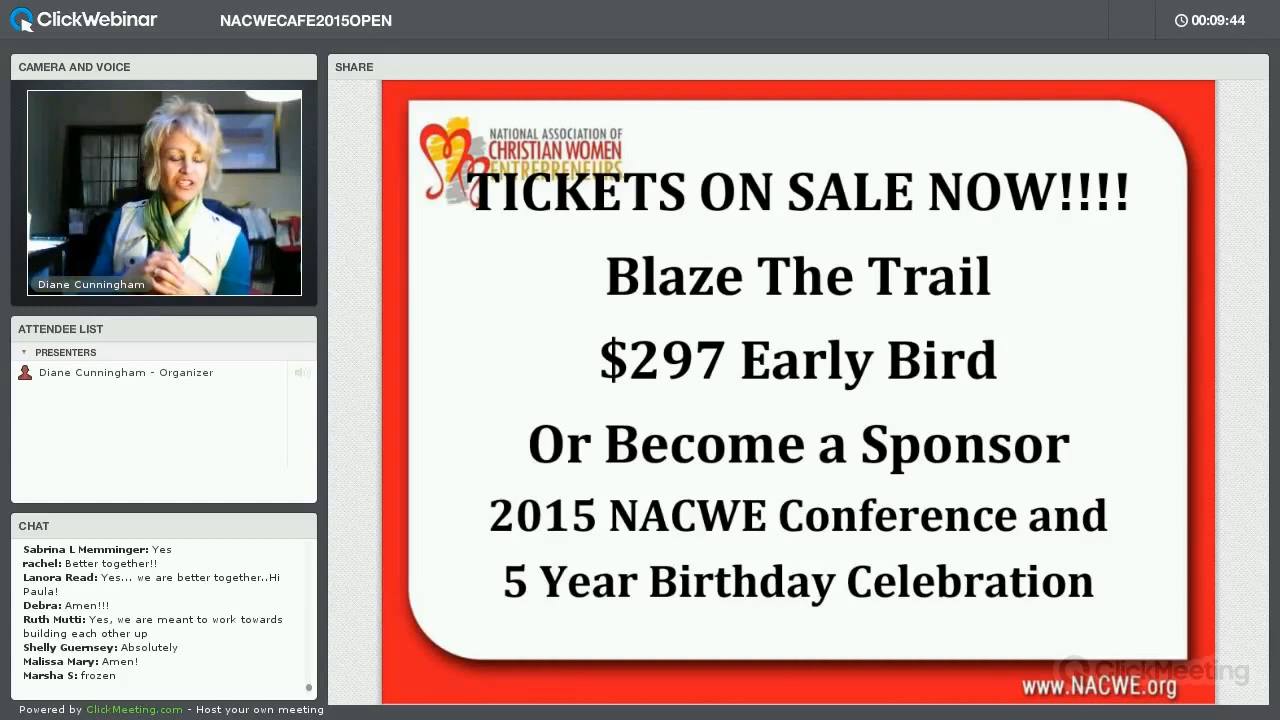 ClickWebinar
NACWECAFE2015OPEN
00:09:44
CAMERA AND VOICE
Diane Cunningham
ATTENDEE LIST
PRESENTERS
Diane Cunningham - Organizer
CHAT
Sabrina L Memminger: Yes
rachel: Better together!!
Lanora Read: Yes... we are better together..Hi
Paula!
Debra: Amen!!!
Ruth Mott: Yes, we are meant to work towards
building each other up.
Shelly Carney: Absolutely
Malissa
Marsha C: frozen
Powered by ClickMeeting.com - Host your own meeting
SHARE
NATIONAL ASSOCIATION OF
CHRISTIAN WOMEN
ENTREPRENEURS
TICKETS ON SALE NOW!!!!
Blaze The Trail
$297 Early Bird
Or Become a Sponsor
2015 NACWE Conference and
5 Year Birthday Celebration
ClickMeeting
www.NACWE.org